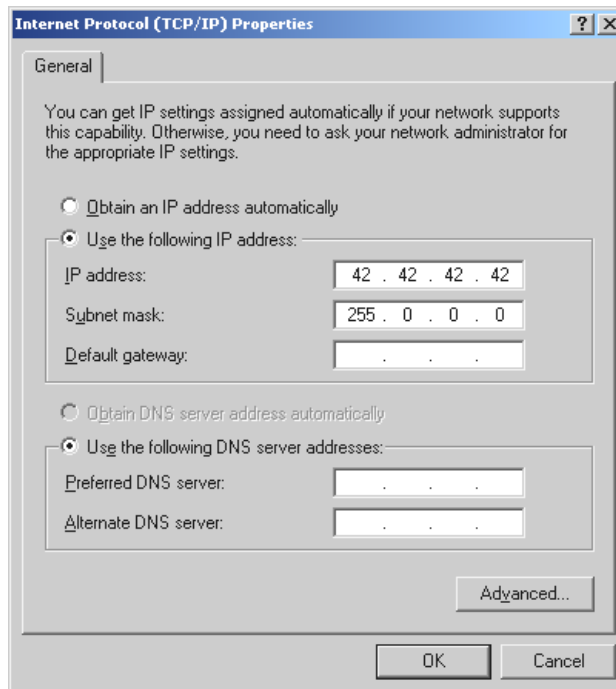 Internet Protocol (TCP/IP) Properties
General
You can get IP settings assigned automatically if your network supports
this capability. Otherwise, you need to ask your network administrator for
the appropriate IP settings.
Obtain an IP address automatically
Use the following IP address:
IP address: 42 . 42 . 42 . 42
Subnet mask: 255 . 0 . 0 . 0
Default gateway: . . .
Obtain DNS server address automatically
Use the following DNS server addresses:
Preferred DNS server: . . .
Alternate DNS server: . . .
Advanced...
OK Cancel